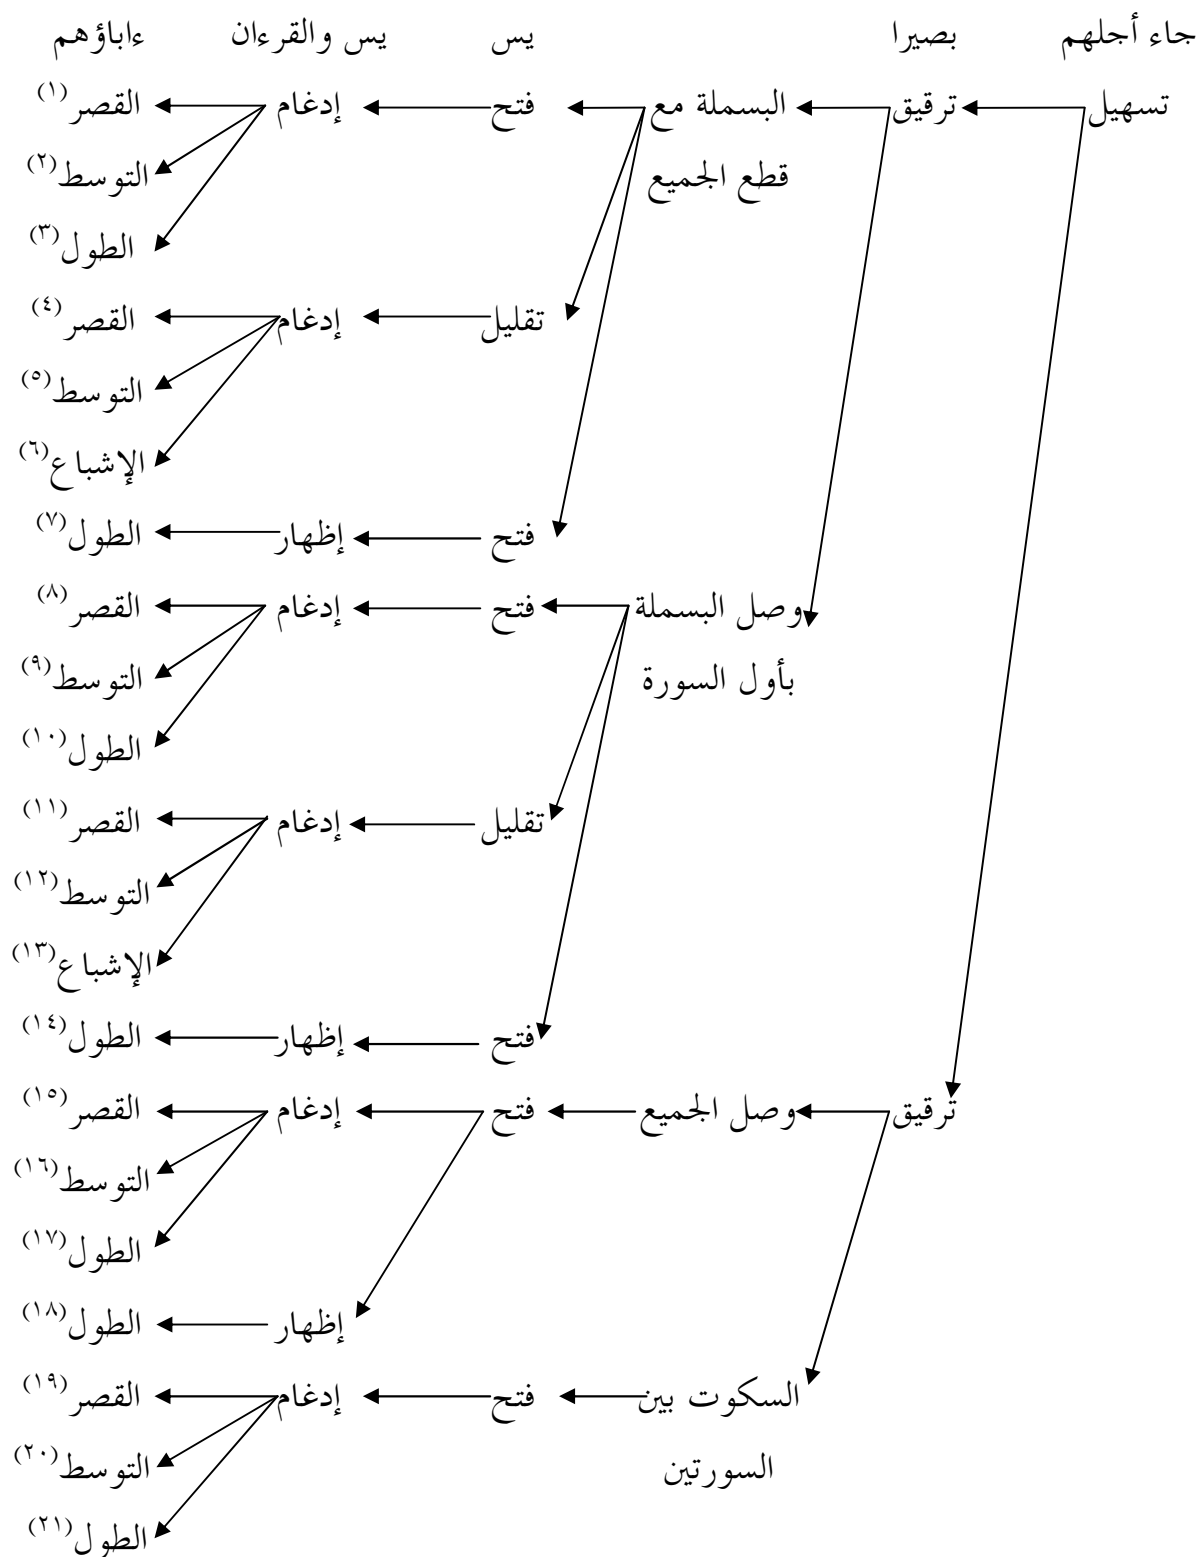 جاء أجلهم بصيرا يس يس والقرءان ءاباؤهم
تسهيل ترقيق البسملة مع فتح إدغام القصر(١)
قطع الجميع التوسط(٢)
الطول(٣)
تقليل إدغام القصر(٤)
التوسط(٥)
الإشباع(٦)
فتح إظهار الطول(٧)
وصل البسملة فتح إدغام القصر(٨)
بأول السورة التوسط(٩)
الطول(١٠)
تقليل إدغام القصر(١١)
التوسط(١٢)
الإشباع(١٣)
فتح إظهار الطول(١٤)
ترقيق وصل الجميع فتح إدغام القصر(١٥)
التوسط(١٦)
الطول(١٧)
إظهار الطول(١٨)
السكوت بين فتح إدغام القصر(١٩)
السورتين التوسط(٢٠)
الطول(٢١)